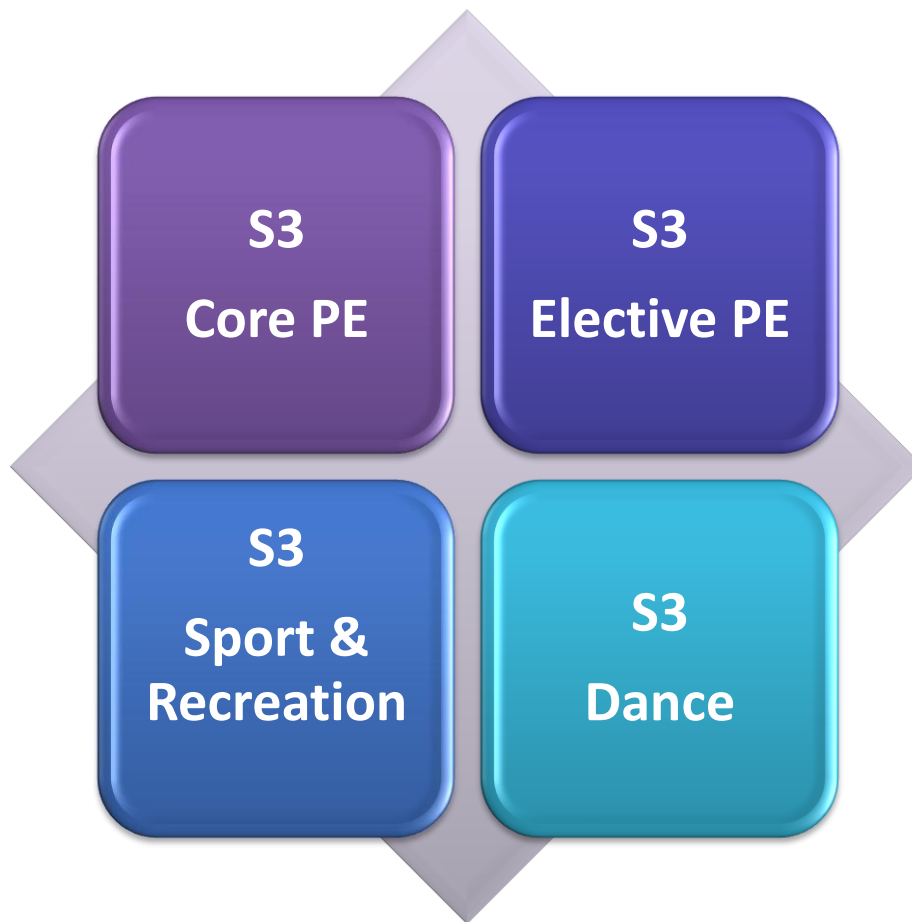 S3
Core PE
S3
Elective PE
S3
Sport &
Recreation
S3
Dance